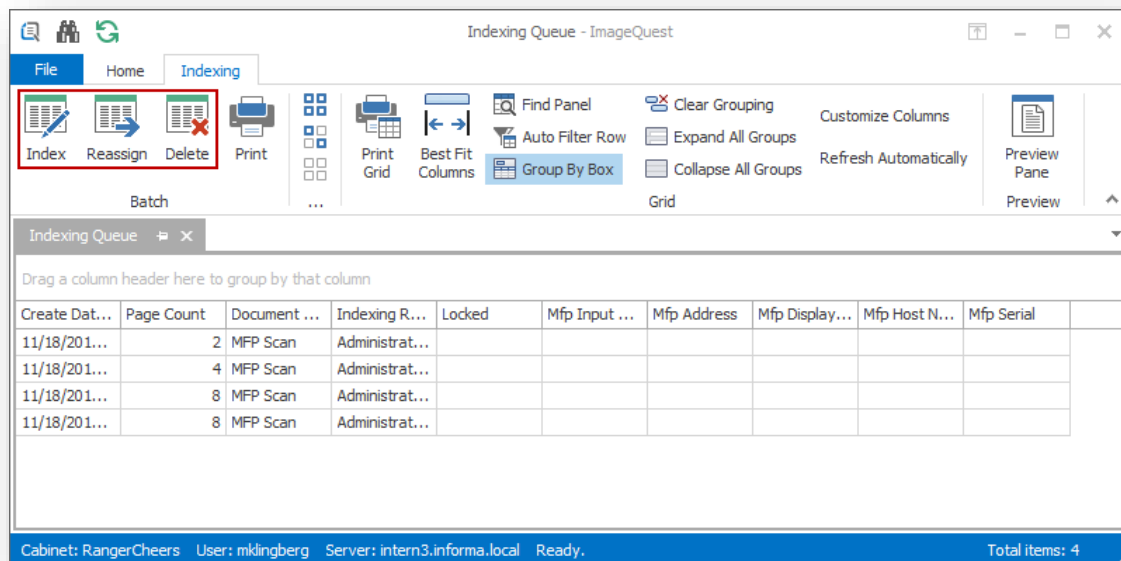 Indexing Queue - ImageQuest
File Home Indexing
Index Reassign Delete Print
Print Grid
Best Fit Columns
Find Panel
Auto Filter Row
Group By Box
Clear Grouping
Expand All Groups
Collapse All Groups
Customize Columns
Refresh Automatically
Preview Pane
Batch ... Grid Preview
Indexing Queue
Drag a column header here to group by that column
Create Dat... Page Count Document ... Indexing R... Locked Mfp Input ... Mfp Address Mfp Display... Mfp Host N... Mfp Serial
11/18/201... 2 MFP Scan Administrat...
11/18/201... 4 MFP Scan Administrat...
11/18/201... 8 MFP Scan Administrat...
11/18/201... 8 MFP Scan Administrat...
Cabinet: RangerCheers User: mklingberg Server: intern3.informa.local Ready. Total items: 4